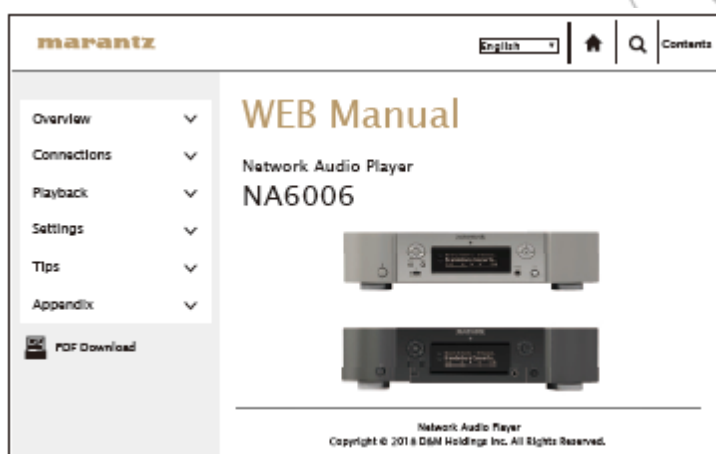 marantz
English
Contents
Overview
Connections
Playback
Settings
Tips
Appendix
PDF Download
WEB Manual
Network Audio Player
NA6006
Network Audio Player
Copyright © 2016 D&M Holdings Inc. All Rights Reserved.